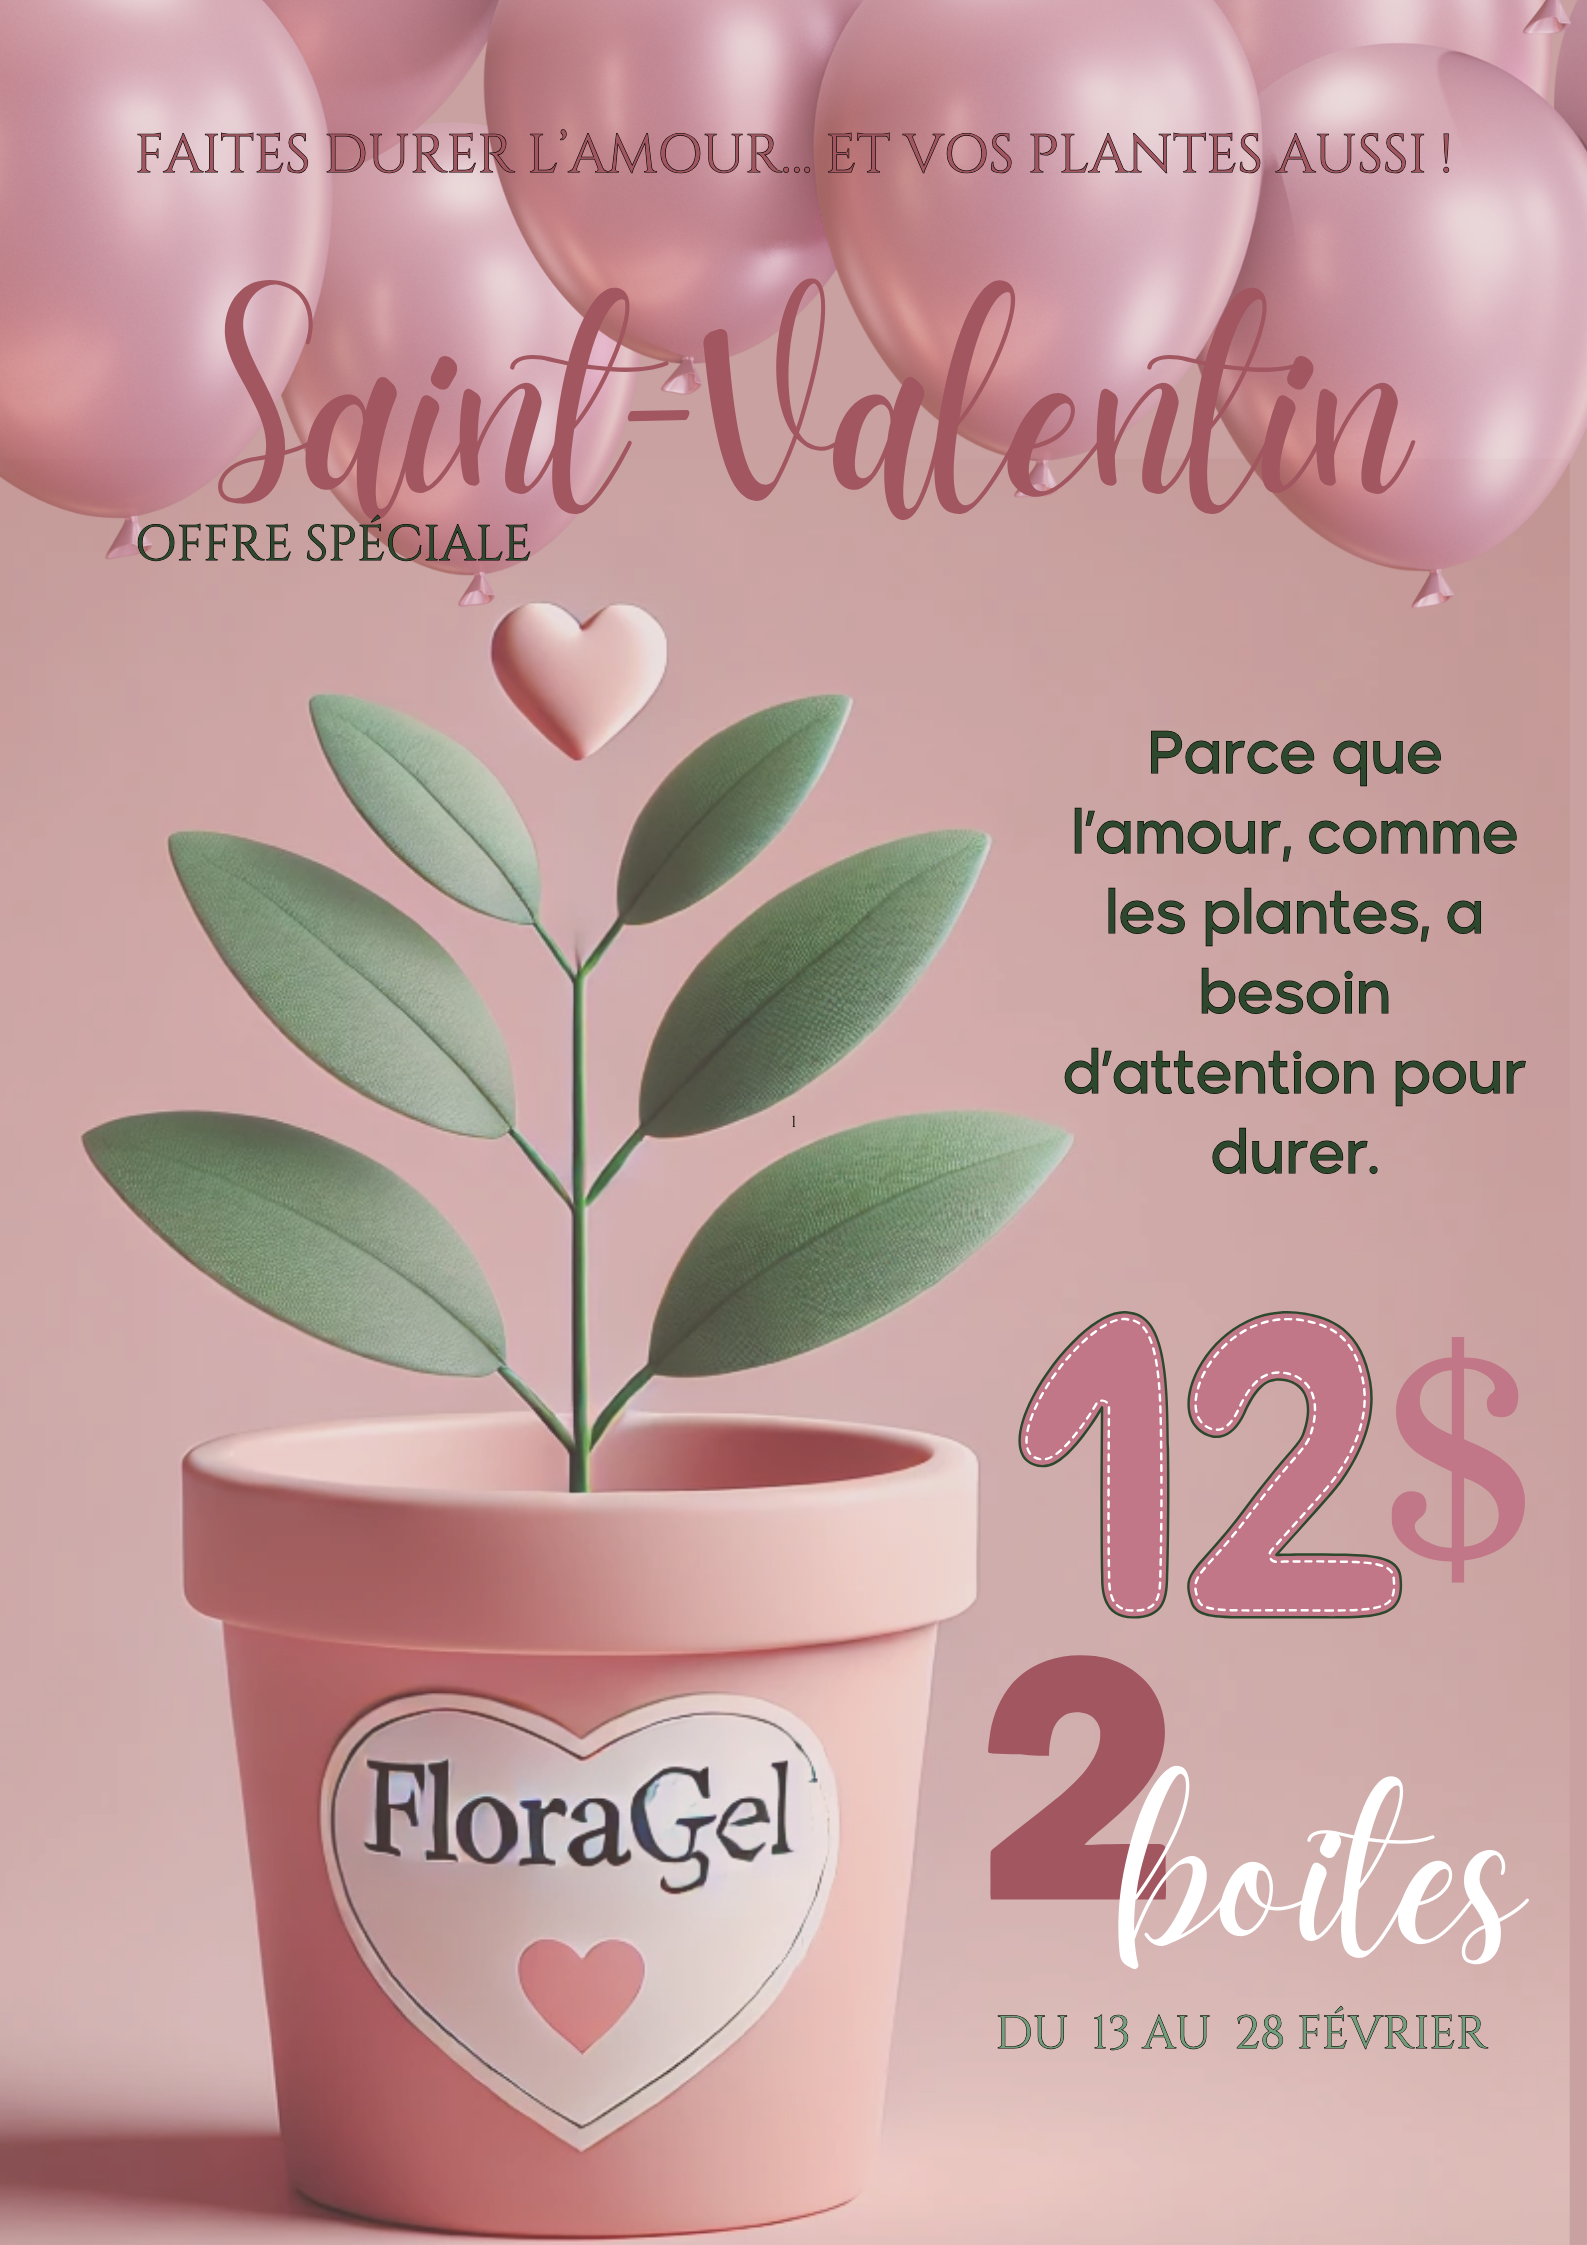 FAITES DURER L'AMOUR... ET VOS PLANTES AUSSI !
Saint-Valentin
OFFRE SPÉCIALE
Parce que
l'amour, comme
les plantes, a
besoin
d'attention pour
durer.
1
12$
2 boites
FloraGel
DU 13 AU 28 FÉVRIER